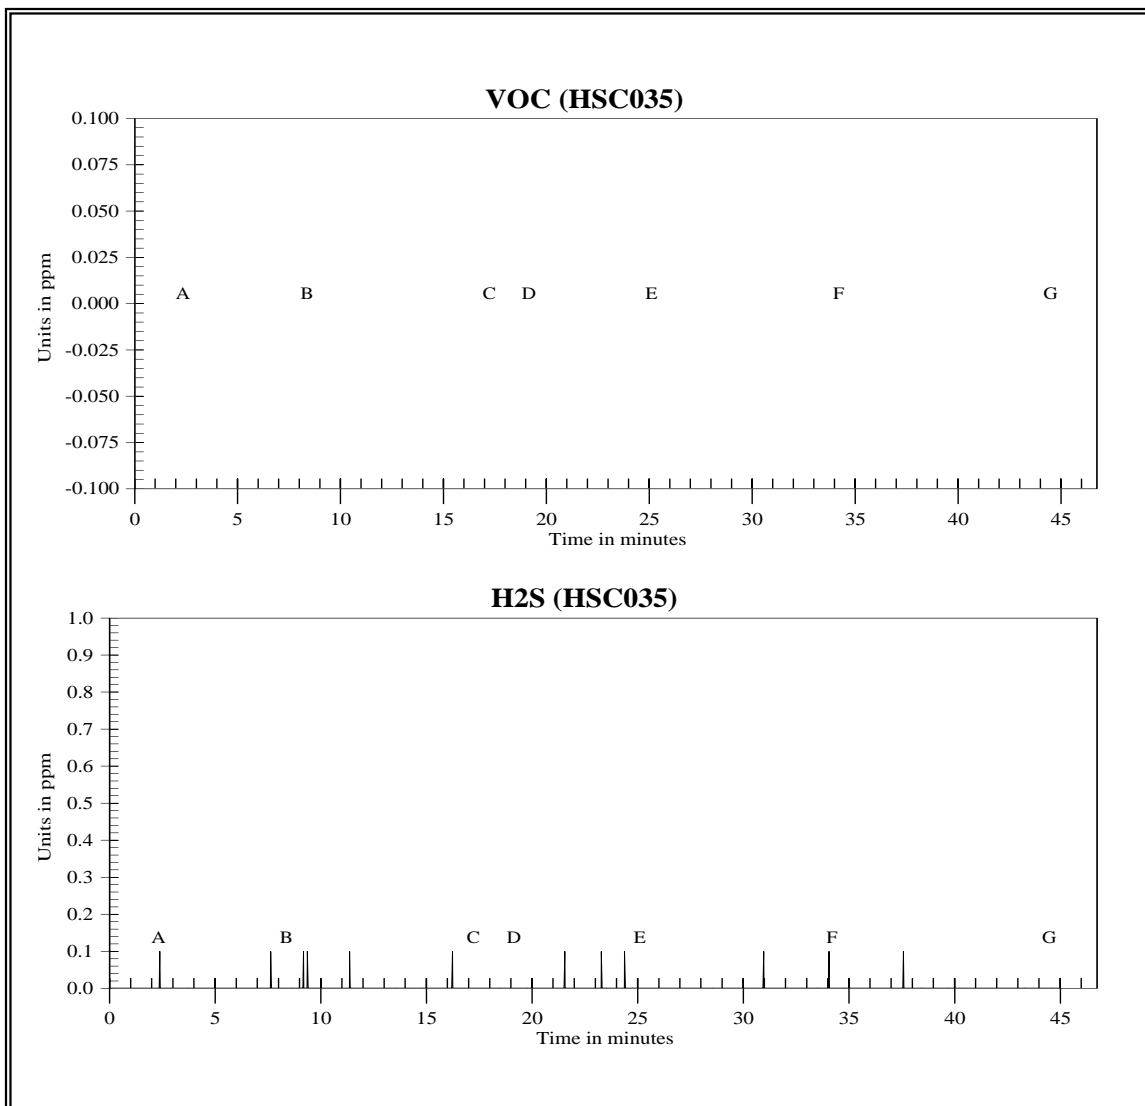 VOC (HSC035)
0.100
0.075
0.050
0.025
0.000
-0.025
-0.050
-0.075
-0.100
Units in ppm
A B C D E F G
0 5 10 15 20 25 30 35 40 45
Time in minutes
H2S (HSC035)
1.0
0.9
0.8
0.7
0.6
0.5
0.4
0.3
0.2
0.1
0.0
Units in ppm
A B C D E F G
0 5 10 15 20 25 30 35 40 45
Time in minutes